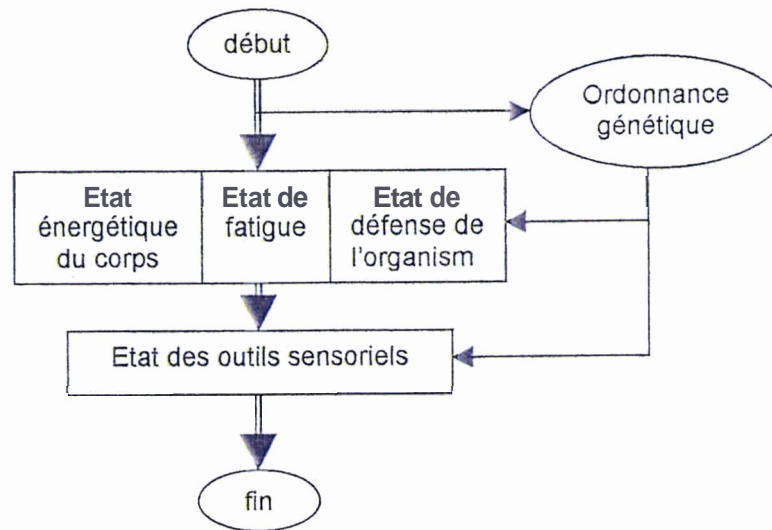 début
Ordonnance
génétique
Etat
énergétique
du corps
Etat de
fatigue
Etat de
défense de
l'organism
Etat des outils sensoriels
fin